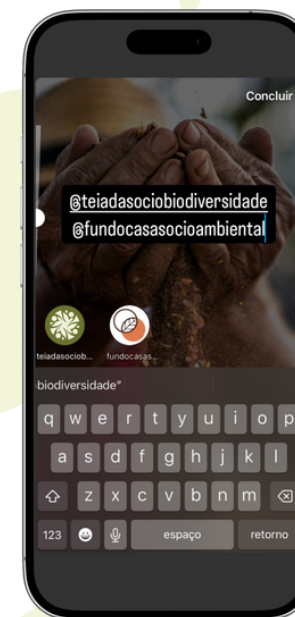 Concluir
@teiadasociobiodiversidade
@fundocasasocioambiental
teiadasociob... fundocasas...
biodiversidade"
q w e r t y u i o p
a s d f g h j k l
z x c v b n m
123 espaço retorno